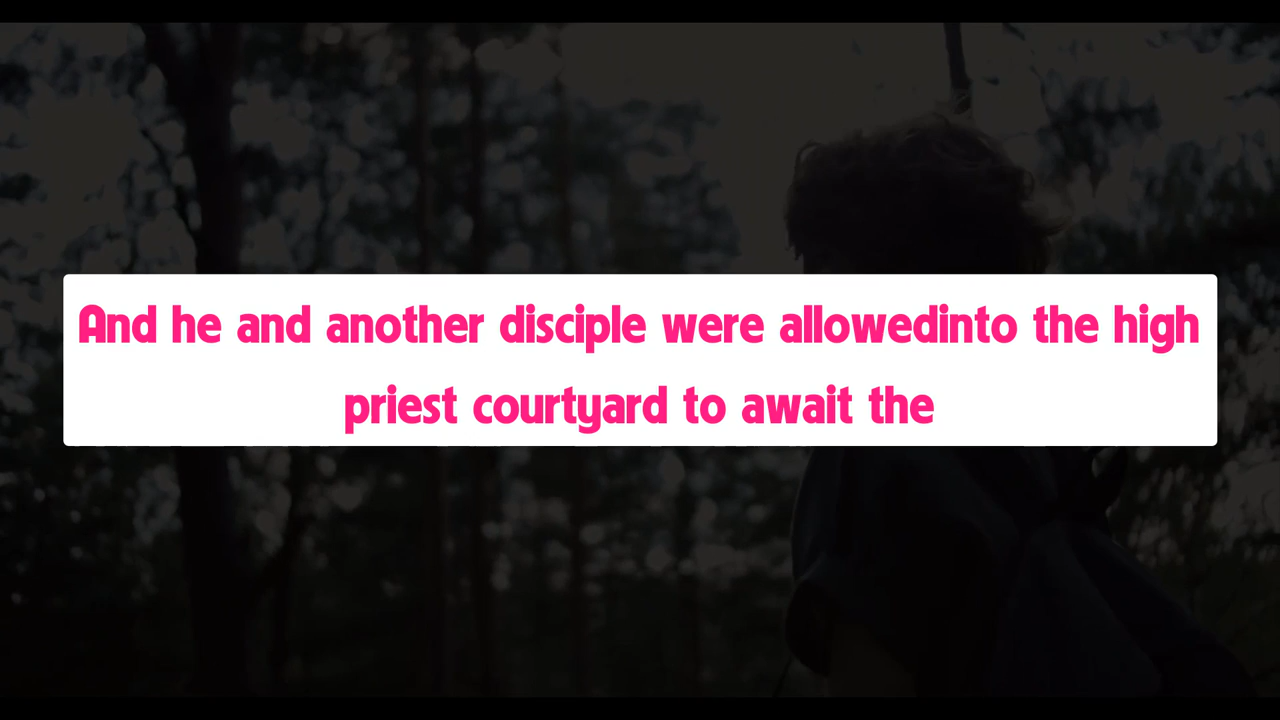 And he and another disciple were allowedinto the high
priest courtyard to await the